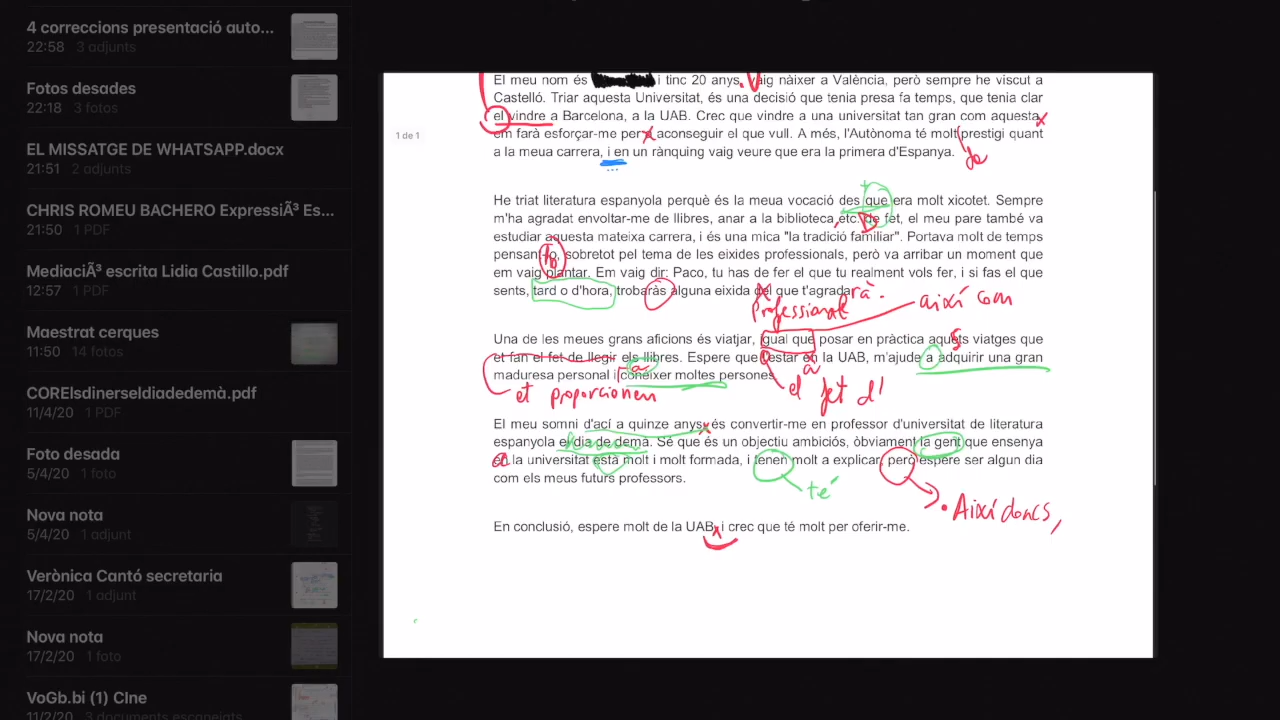 4 correccions presentació auto...
22:58 3 adjunts
Fotos desades
22:18 3 fotos
EL MISSATGE DE WHATSAPP.docx
21:51 2 adjunts
CHRIS ROMEU BACHERO ExpressiÃ³ Es...
21:50 1 PDF
MediaciÃ³ escrita Lidia Castillo.pdf
12:57 1 PDF
Maestrat cerques
11:50 14 fotos
CORElsdinerseldiadedemà.pdf
11/4/20 1 PDF
Foto desada
5/4/20 1 foto
Nova nota
5/4/20 1 adjunt
Verònica Cantó secretaria
17/2/20 1 adjunt
Nova nota
17/2/20 1 foto
VoGb.bi (1) CIne
11/2/20 3 documents escanejats
1 de 1
El meu nom és i tinc 20 anys, vaig nàixer a València, però sempre he viscut a
Castelló. Triar aquesta Universitat, és una decisió que tenia presa fa temps, que tenia clar
el vindre a Barcelona, a la UAB. Crec que vindre a una universitat tan gran com aquesta,
em farà esforçar-me per a aconseguir el que vull. A més, l'Autònoma té molt prestigi quant
de
a la meua carrera, i en un rànquing vaig veure que era la primera d'Espanya.
He triat literatura espanyola perquè és la meua vocació des que era molt xicotet. Sempre
m'ha agradat envoltar-me de llibres, anar a la biblioteca, etc. de fet, el meu pare també va
D
estudiar aquesta mateixa carrera, i és una mica "la tradició familiar". Portava molt de temps
pensant-ho, sobretot pel tema de les eixides professionals, però va arribar un moment que
em vaig plantar. Em vaig dir: Paco, tu has de fer el que tu realment vols fer, i si fas el que
sents, tard o d'hora, trobaràs alguna eixida del que t'agradarà.
Professional així com
Una de les meues grans aficions és viatjar, igual que posar en pràctica aquests viatges que
et fan el fet de llegir els llibres. Espere que l'estar en la UAB, m'ajude a adquirir una gran
a
maduresa personal i conèixer moltes persones.
et proporcionen el fet d'
El meu somni d'ací a quinze anys, és convertir-me en professor d'universitat de literatura
espanyola el dia de demà. Sé que és un objectiu ambiciós, òbviament la gent que ensenya
a la universitat està molt i molt formada, i tenen molt a explicar, però espere ser algun dia
com els meus futurs professors.
té
. Així doncs,
En conclusió, espere molt de la UAB, i crec que té molt per oferir-me.